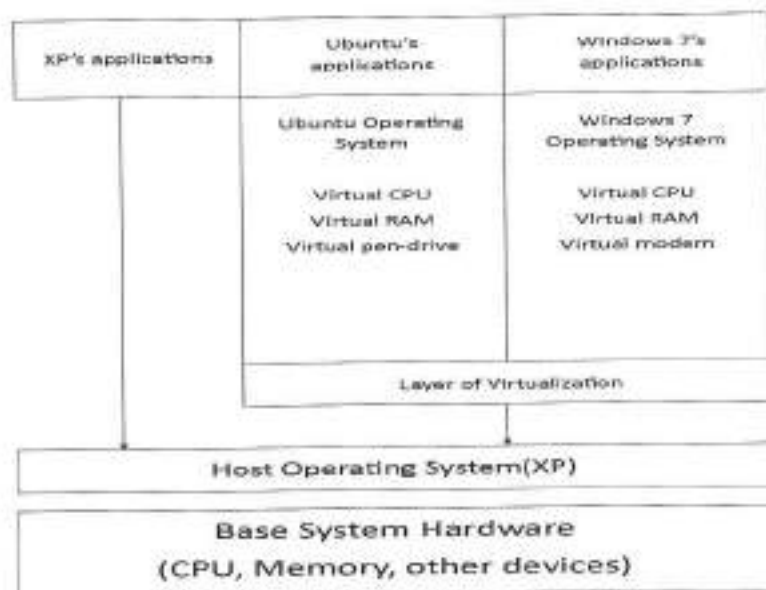 XP's applications
Ubuntu's
applications
Windows 7's
applications
Ubuntu Operating
System
Virtual CPU
Virtual RAM
Virtual pen-drive
Windows 7
Operating System
Virtual CPU
Virtual RAM
Virtual modem
Layer of Virtualization
Host Operating System(XP)
Base System Hardware
(CPU, Memory, other devices)